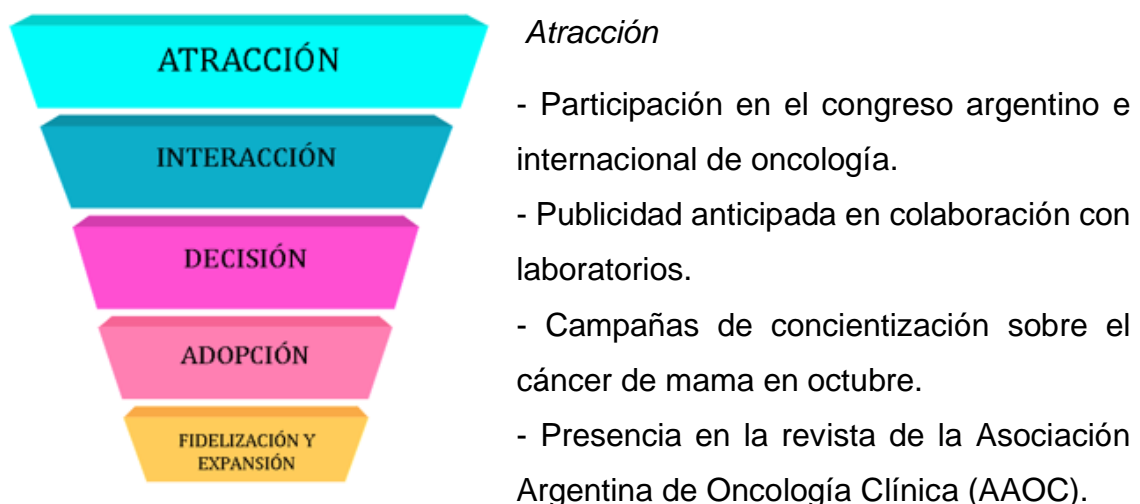 ATRACCIÓN
INTERACCIÓN
DECISIÓN
ADOPCIÓN
FIDELIZACIÓN Y
EXPANSIÓN
Atracción
- Participación en el congreso argentino e
internacional de oncología.
- Publicidad anticipada en colaboración con
laboratorios.
- Campañas de concientización sobre el
cáncer de mama en octubre.
- Presencia en la revista de la Asociación
Argentina de Oncología Clínica (AAOC).